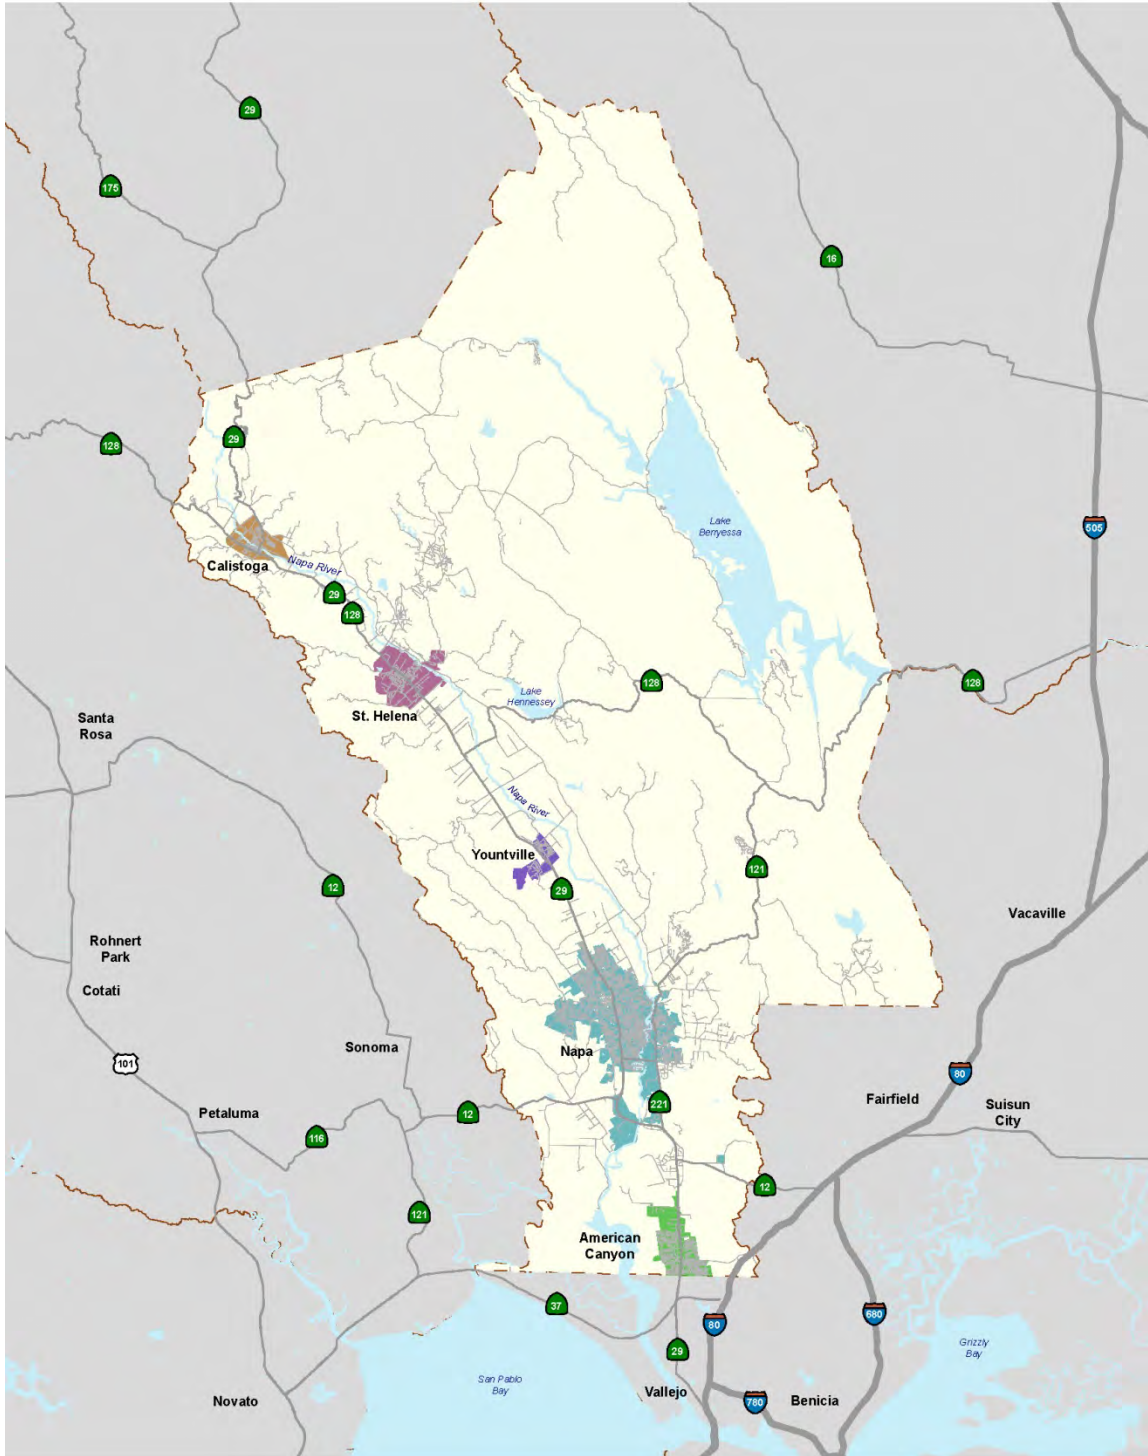 29
175
16
128
29
505
Calistoga
Napa River
29
128
St. Helena
Lake
Hennessey
Lake
Berryessa
128
128
Santa
Rosa
Napa River
Yountville
29
121
12
Vacaville
Rohnert
Park
Cotati
Sonoma
Napa
101
80
Petaluma
116
12
221
Fairfield
Suisun
City
121
12
American
Canyon
37
80
680
29
Grizzly
Bay
San Pablo
Bay
Novato
Vallejo
780
Benicia